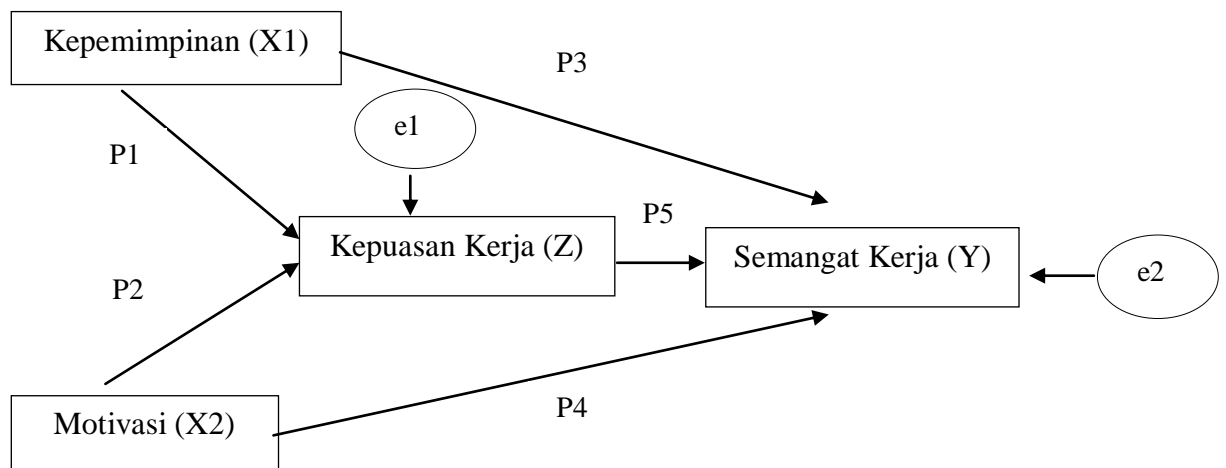 Kepemimpinan (X1)
P3
e1
P1
P5
Kepuasan Kerja (Z)
Semangat Kerja (Y)
e2
P2
P4
Motivasi (X2)